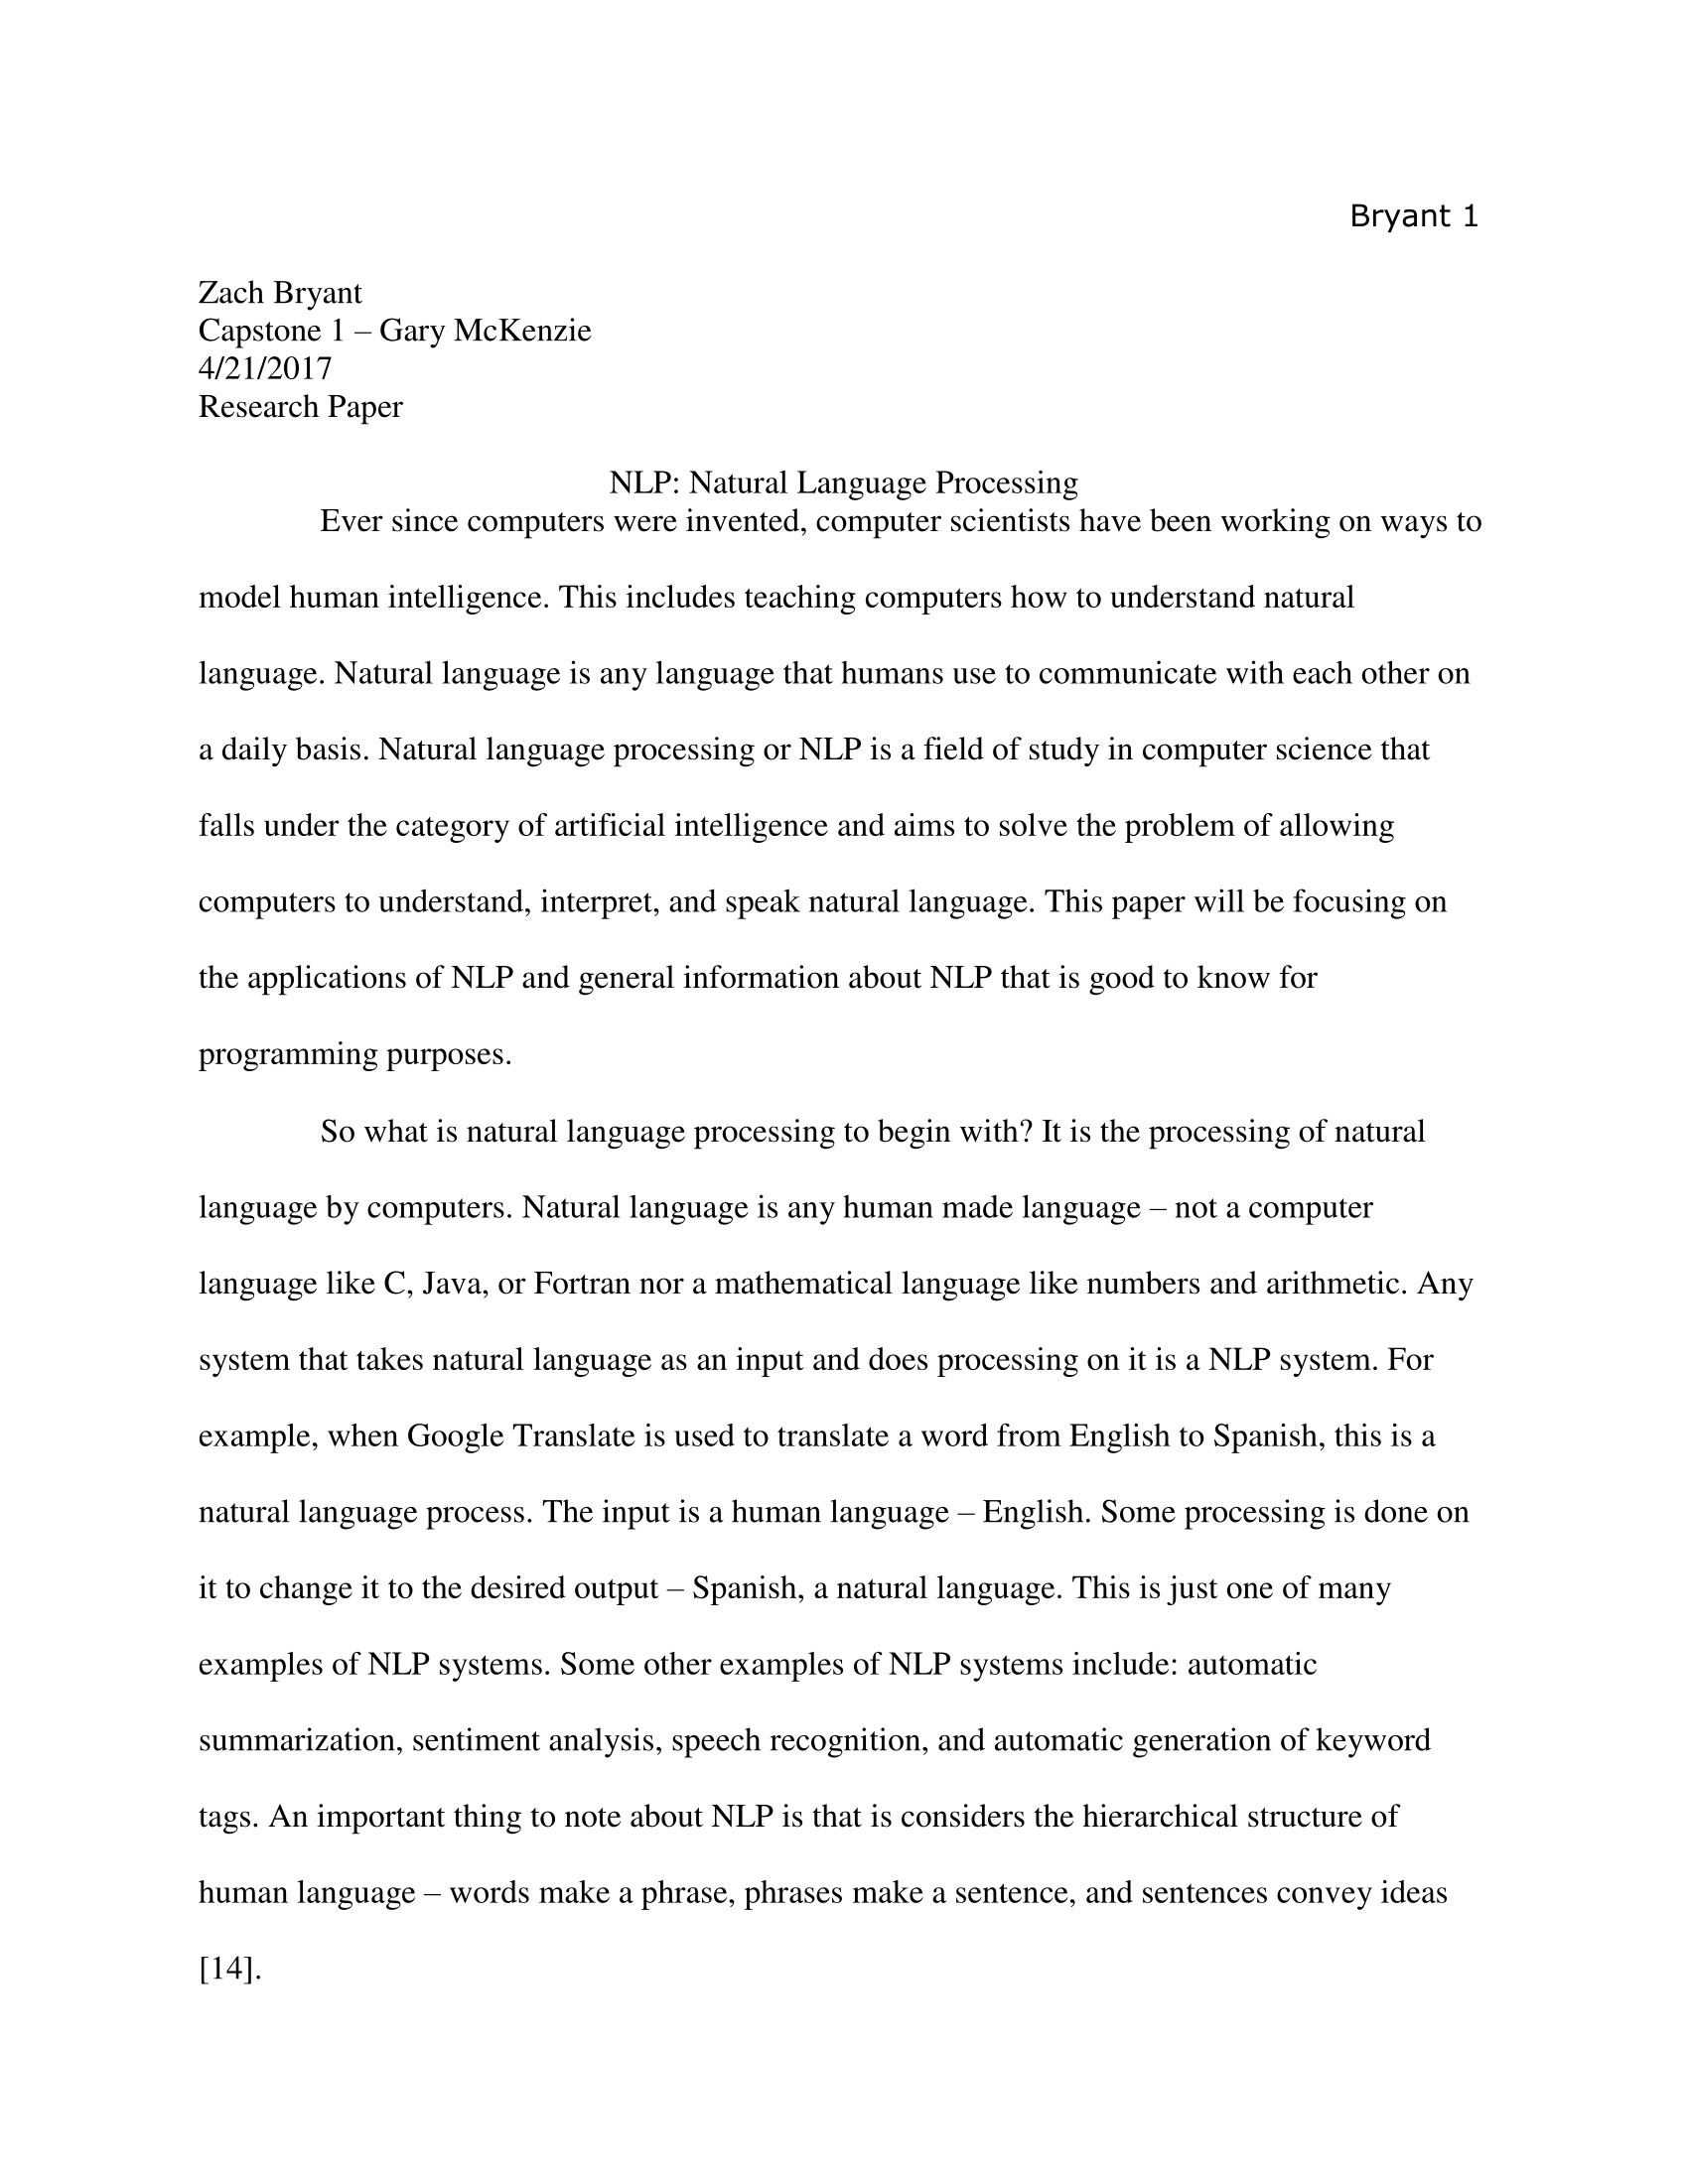 Bryant 1
Zach Bryant
Capstone 1 – Gary McKenzie
4/21/2017
Research Paper
NLP: Natural Language Processing
Ever since computers were invented, computer scientists have been working on ways to
model human intelligence. This includes teaching computers how to understand natural
language. Natural language is any language that humans use to communicate with each other on
a daily basis. Natural language processing or NLP is a field of study in computer science that
falls under the category of artificial intelligence and aims to solve the problem of allowing
computers to understand, interpret, and speak natural language. This paper will be focusing on
the applications of NLP and general information about NLP that is good to know for
programming purposes.
So what is natural language processing to begin with? It is the processing of natural
language by computers. Natural language is any human made language – not a computer
language like C, Java, or Fortran nor a mathematical language like numbers and arithmetic. Any
system that takes natural language as an input and does processing on it is a NLP system. For
example, when Google Translate is used to translate a word from English to Spanish, this is a
natural language process. The input is a human language – English. Some processing is done on
it to change it to the desired output – Spanish, a natural language. This is just one of many
examples of NLP systems. Some other examples of NLP systems include: automatic
summarization, sentiment analysis, speech recognition, and automatic generation of keyword
tags. An important thing to note about NLP is that is considers the hierarchical structure of
human language – words make a phrase, phrases make a sentence, and sentences convey ideas
[14].